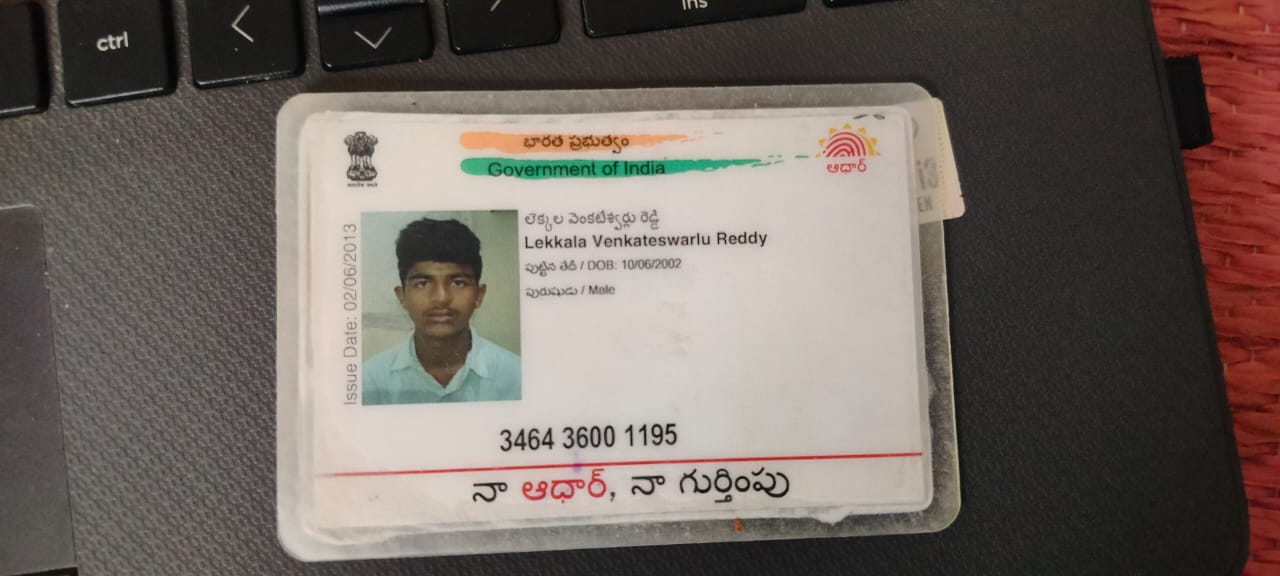 ctrl
ins
భారత ప్రభుత్వం
Government of India
ఆధార్
Issue Date: 02/06/2013
లెక్కల వెంకటేశ్వర్లు రెడ్డి
Lekkala Venkateswarlu Reddy
పుట్టిన తేదీ / DOB: 10/06/2002
పురుషుడు / Male
3464 3600 1195
నా ఆధార్, నా గుర్తింపు